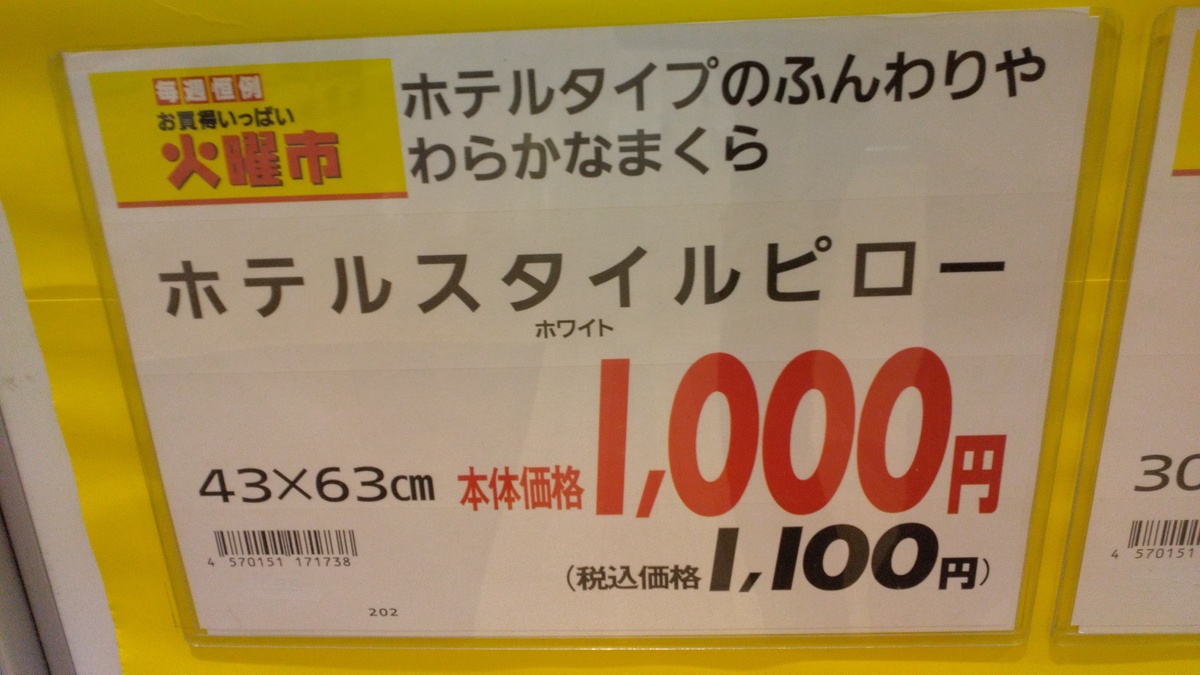 毎週恒例
お買得いっぱい
火曜市
ホテルタイプのふんわりや
わらかなまくら
ホテルスタイルピロー
ホワイト
43×63㎝
本体価格1,000円
(税込価格1,100円)
4 570151 171738
202
30
4 570151